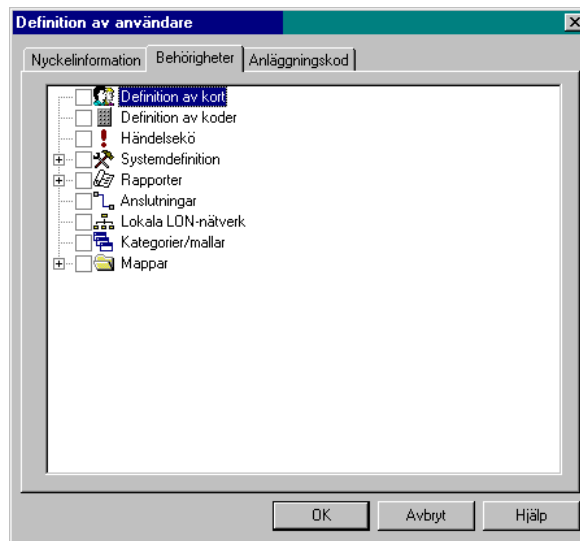 Definition av användare
Nyckelinformation Behörigheter Anläggningskod
Definition av kort
Definition av koder
Händelsekö
Systemdefinition
Rapporter
Anslutningar
Lokala LON-nätverk
Kategorier/mallar
Mappar
OK Avbryt Hjälp